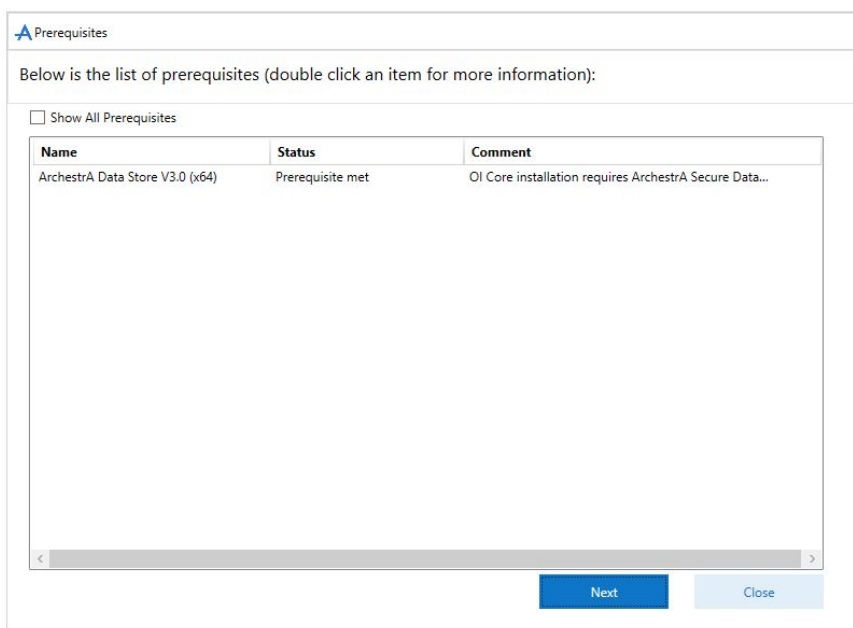 Prerequisites
Below is the list of prerequisites (double click an item for more information):
Show All Prerequisites
Name Status Comment
ArchestrA Data Store V3.0 (x64) Prerequisite met OI Core installation requires ArchestrA Secure Data...
Next Close